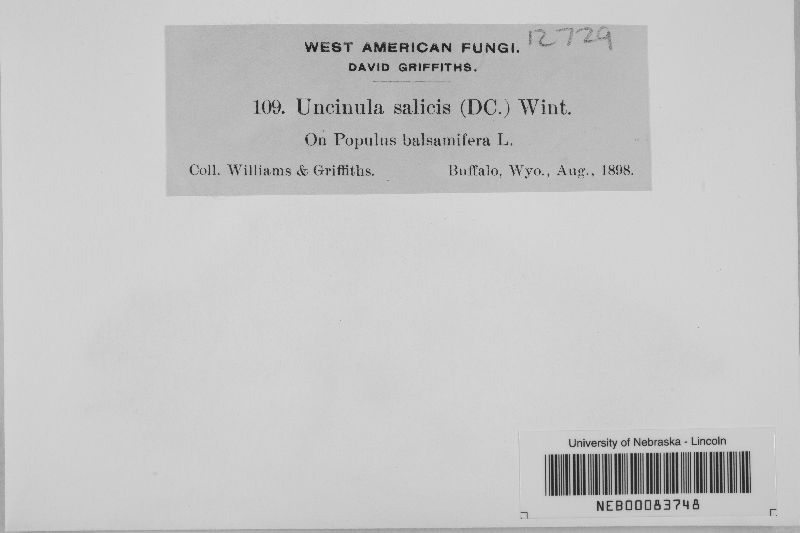 WEST AMERICAN FUNGI. 12729
DAVID GRIFFITHS.
109. Uncinula salicis (DC.) Wint.
On Populus balsamifera L.
Coll. Williams & Griffiths. Buffalo, Wyo., Aug., 1898.
University of Nebraska - Lincoln
NEB00083748